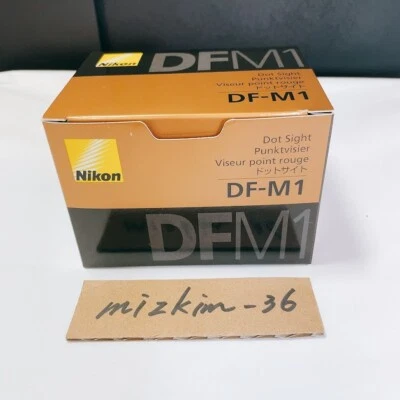 Nikon
DFM1
Dot Sight
Punktvisier
Viseur point rouge
ドットサイト
DF-M1
Nikon
Dot Sight
Punktvisier
Viseur point rouge
ドットサイト
DF-M1
DFM1
mizkim-36